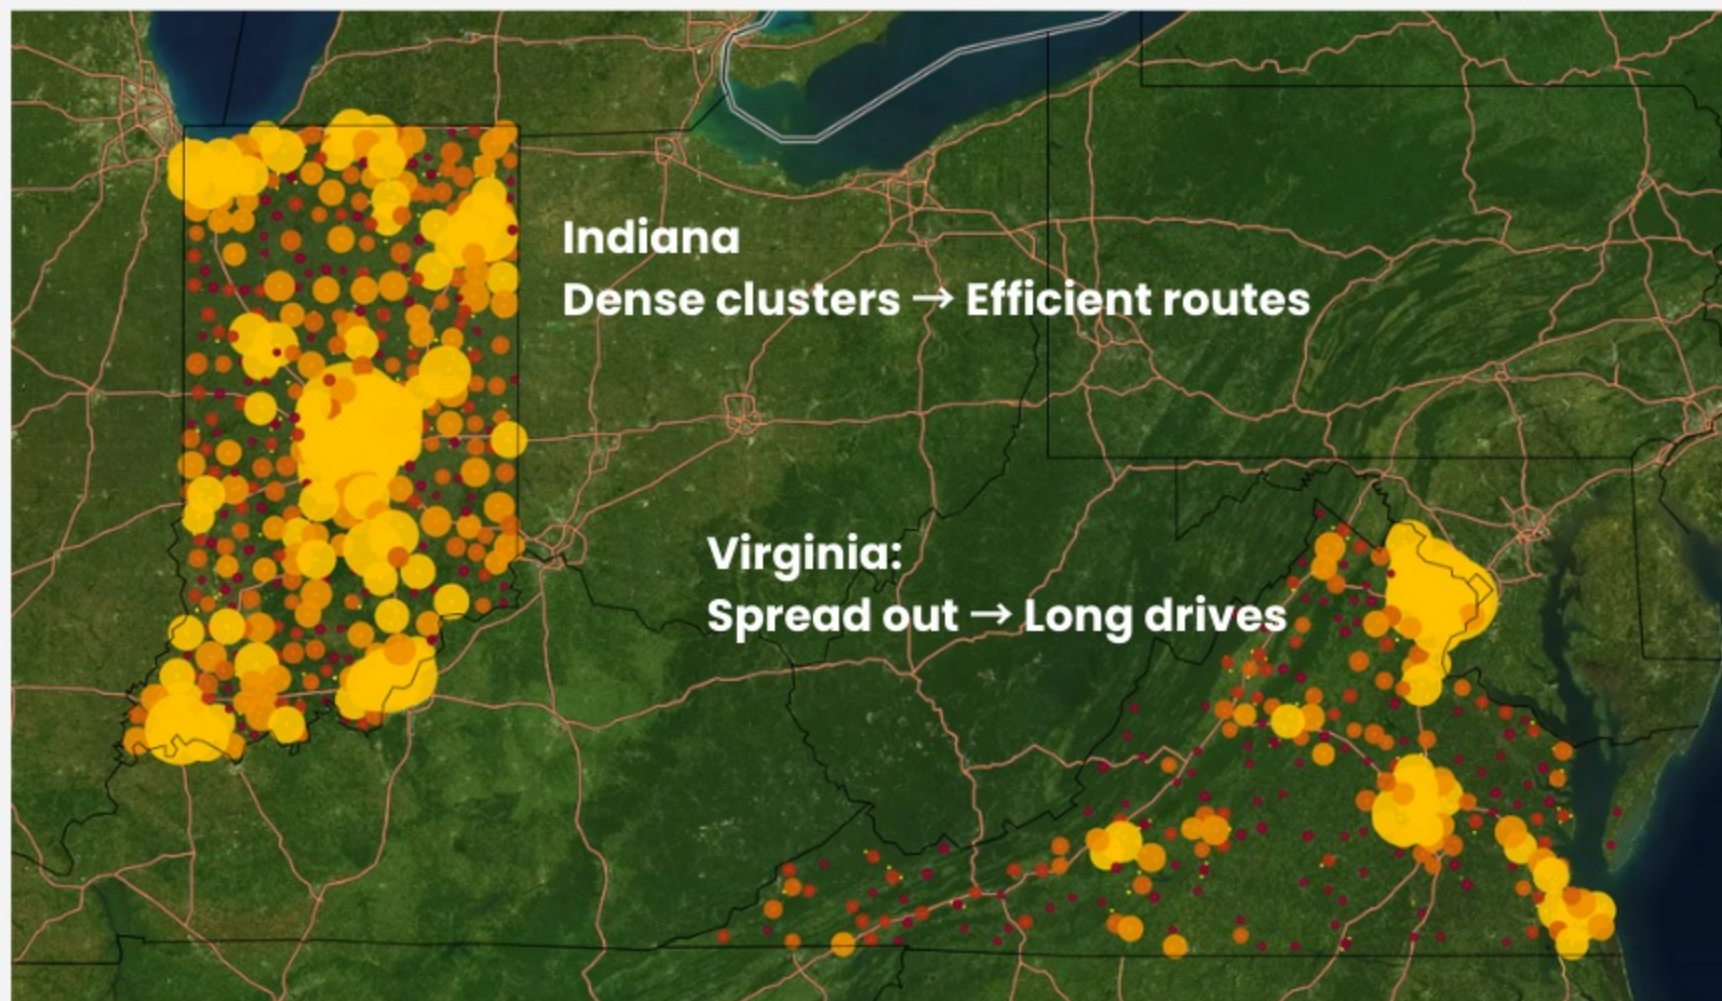 Indiana
Dense clusters → Efficient routes
Virginia:
Spread out → Long drives